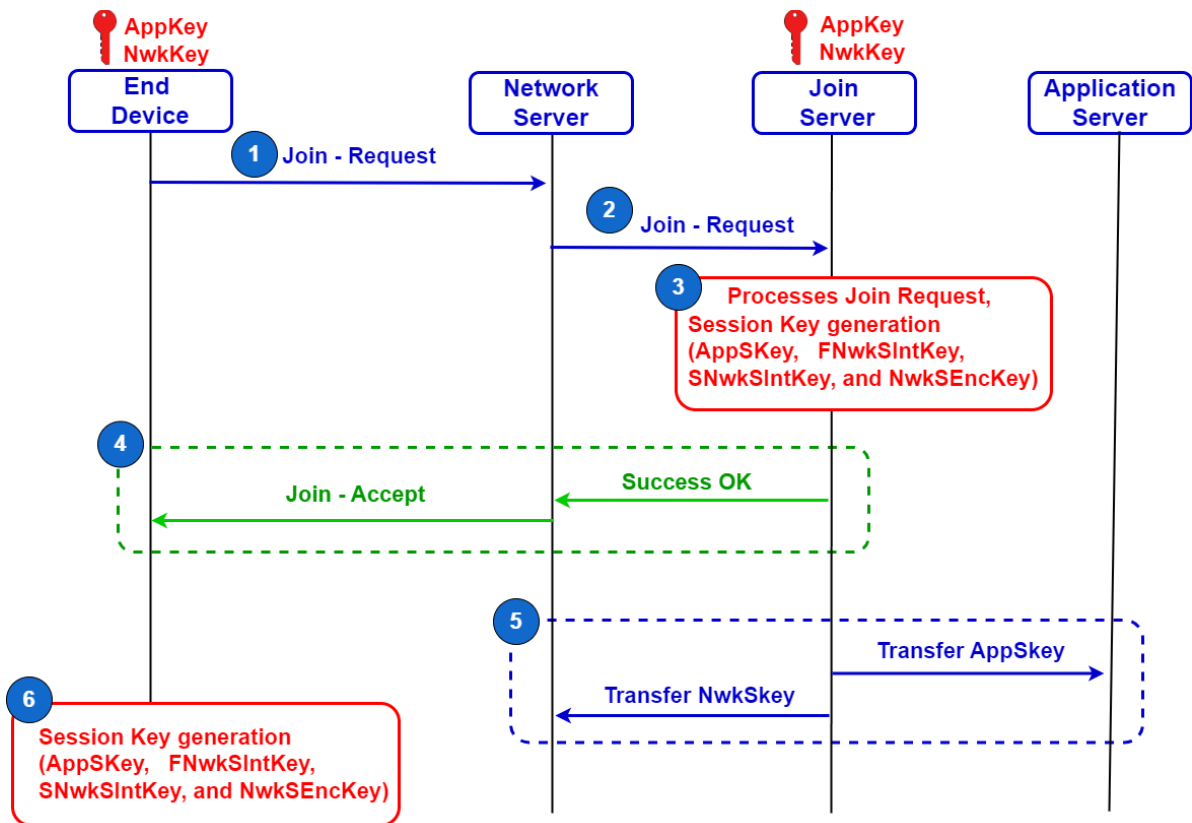 AppKey
NwkKey
AppKey
NwkKey
End
Device
Network
Server
Join
Server
Application
Server
1
Join - Request
2
Join - Request
3
Processes Join Request,
Session Key generation
(AppSKey, FNwkSIntKey,
SNwkSIntKey, and NwkSEncKey)
4
Join - Accept
Success OK
5
Transfer AppSkey
Transfer NwkSkey
6
Session Key generation
(AppSKey, FNwkSIntKey,
SNwkSIntKey, and NwkSEncKey)